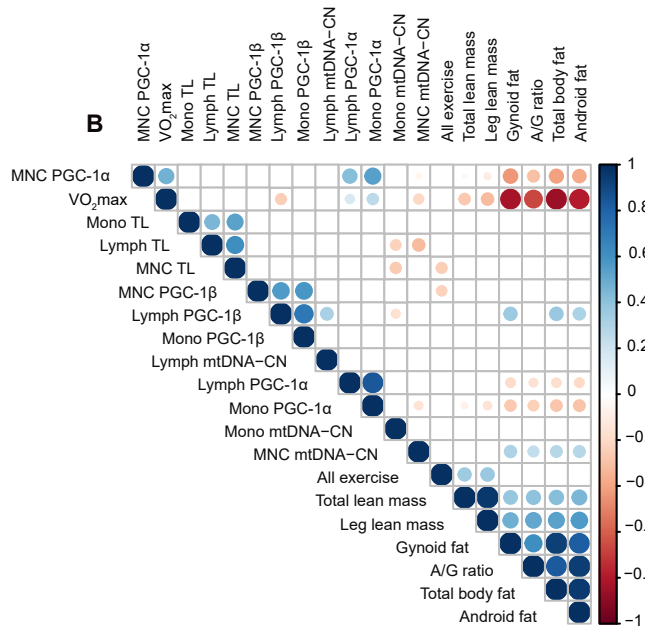 MNC PGC-1α
VO₂max
Mono TL
Lymph TL
MNC TL
MNC PGC-1β
Lymph PGC-1β
Mono PGC-1β
Lymph mtDNA−CN
Lymph PGC-1α
Mono PGC-1α
Mono mtDNA−CN
MNC mtDNA−CN
All exercise
Total lean mass
Leg lean mass
Gynoid fat
A/G ratio
Total body fat
Android fat
B
MNC PGC-1α
VO₂max
Mono TL
Lymph TL
MNC TL
MNC PGC-1β
Lymph PGC-1β
Mono PGC-1β
Lymph mtDNA−CN
Lymph PGC-1α
Mono PGC-1α
Mono mtDNA−CN
MNC mtDNA−CN
All exercise
Total lean mass
Leg lean mass
Gynoid fat
A/G ratio
Total body fat
Android fat
1
0.8
0.6
0.4
0.2
0
−0.
−0.
−0.
−0.
−1